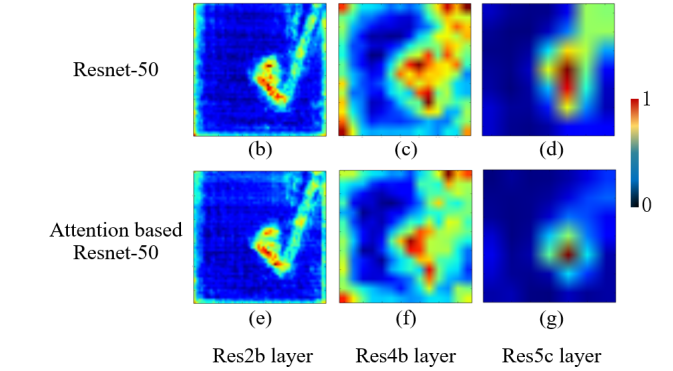 Resnet-50
1
0
(b) (c) (d)
Attention based
Resnet-50
(e) (f) (g)
Res2b layer Res4b layer Res5c layer